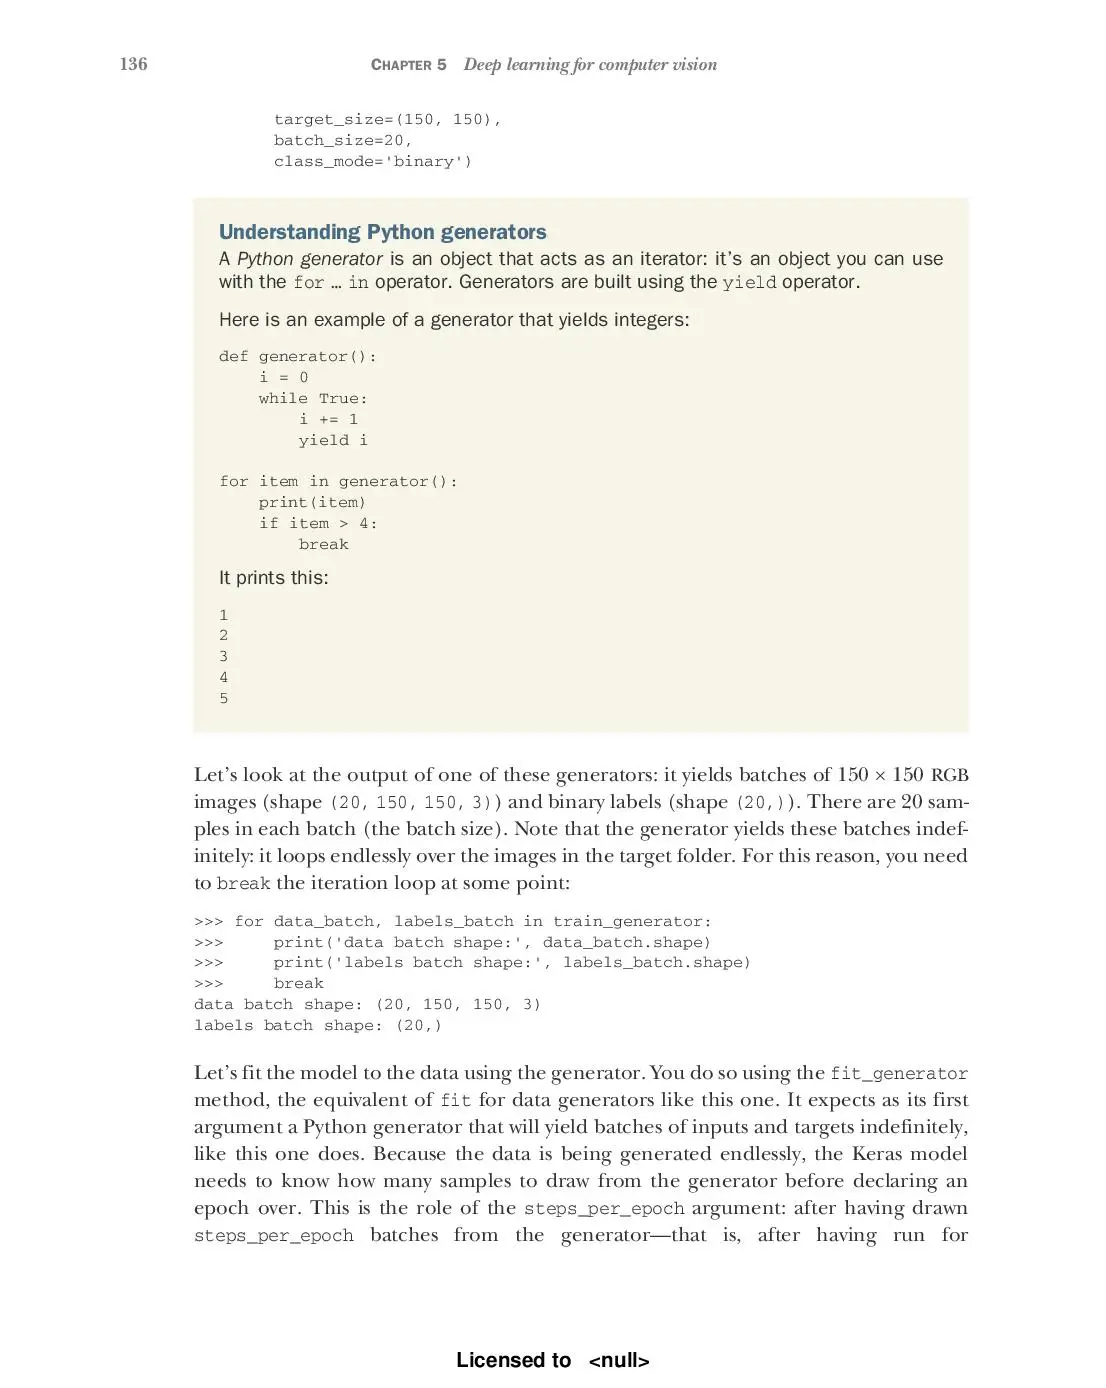 136 CHAPTER 5 Deep learning for computer vision
target_size=(150, 150),
batch_size=20,
class_mode='binary')
Understanding Python generators
A Python generator is an object that acts as an iterator: it's an object you can use
with the for … in operator. Generators are built using the yield operator.
Here is an example of a generator that yields integers:
def generator():
    i = 0
    while True:
        i += 1
        yield i
for item in generator():
    print(item)
    if item > 4:
        break
It prints this:
1
2
3
4
5
Let's look at the output of one of these generators: it yields batches of 150 × 150 RGB
images (shape (20, 150, 150, 3)) and binary labels (shape (20,)). There are 20 sam-
ples in each batch (the batch size). Note that the generator yields these batches indef-
initely: it loops endlessly over the images in the target folder. For this reason, you need
to break the iteration loop at some point:
>>> for data_batch, labels_batch in train_generator:
>>>     print('data batch shape:', data_batch.shape)
>>>     print('labels batch shape:', labels_batch.shape)
>>>     break
data batch shape: (20, 150, 150, 3)
labels batch shape: (20,)
Let's fit the model to the data using the generator. You do so using the fit_generator
method, the equivalent of fit for data generators like this one. It expects as its first
argument a Python generator that will yield batches of inputs and targets indefinitely,
like this one does. Because the data is being generated endlessly, the Keras model
needs to know how many samples to draw from the generator before declaring an
epoch over. This is the role of the steps_per_epoch argument: after having drawn
steps_per_epoch batches from the generator—that is, after having run for
Licensed to <null>